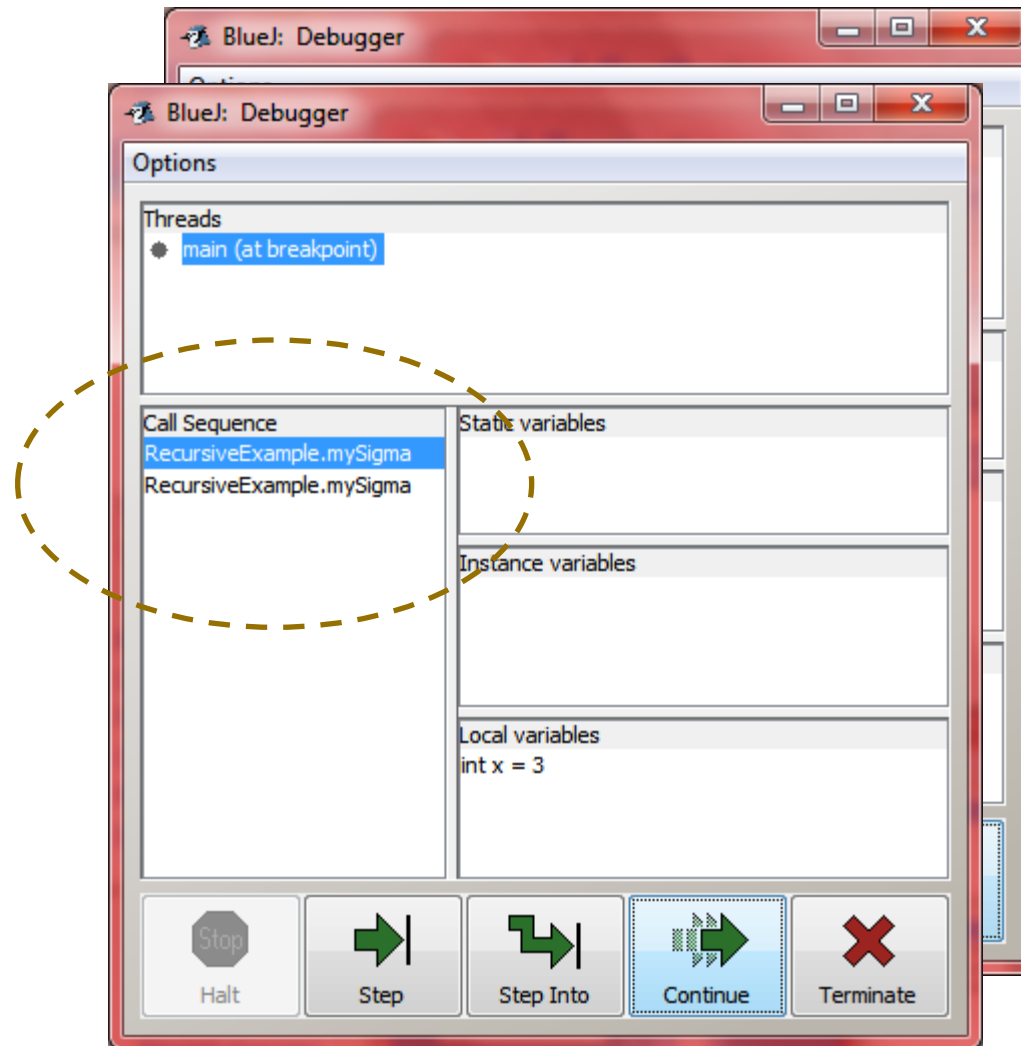 BlueJ: Debugger
Options
BlueJ: Debugger
Options
Threads
main (at breakpoint)
Call Sequence
RecursiveExample.mySigma
RecursiveExample.mySigma
Static variables
Instance variables
Local variables
int x = 3
Stop
Halt
Step
Step Into
Continue
Terminate